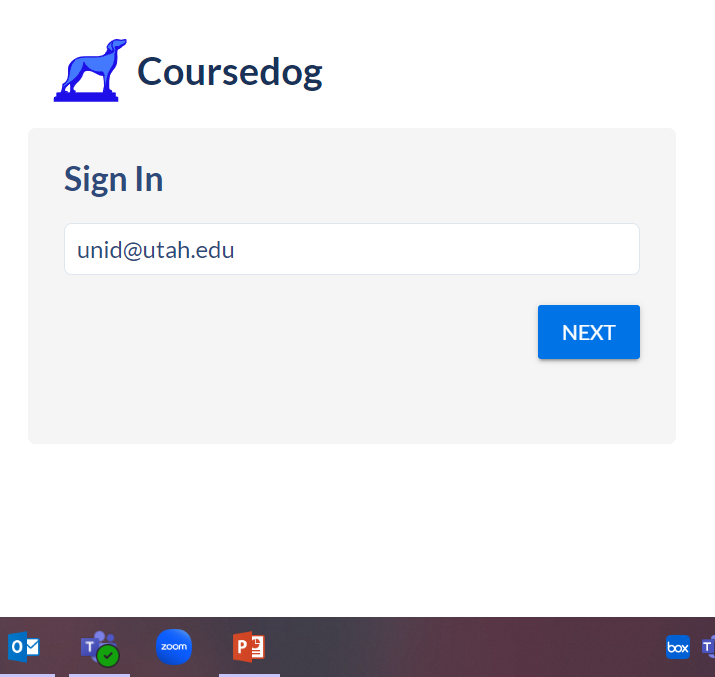 Coursedog
Sign In
unid@utah.edu
NEXT
O
T
zoom
P
box
T